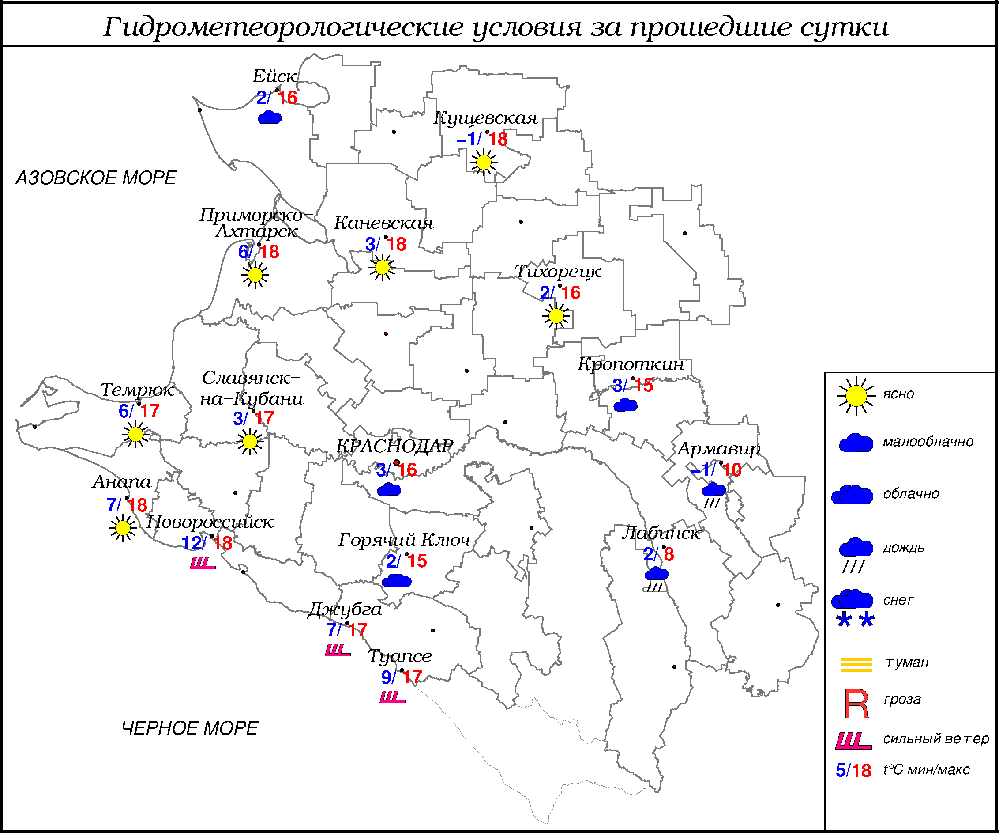 Гидрометеорологические условия за прошедшие сутки
Ейск
2/ 16
Кущевская
−1/ 18
АЗОВСКОЕ МОРЕ
Приморско−
Ахтарск
6/ 18
Каневская
3/ 18
Тихорецк
2/ 16
Кропоткин
3/ 15
Темрюк
6/ 17
Славянск−
на−Кубани
3/ 17
КРАСНОДАР
3/ 16
Армавир
−1/ 10
Анапа
7/ 18
Новороссийск
12/ 18
Горячий Ключ
2/ 15
Лабинск
2/ 8
Джубга
7/ 17
Туапсе
9/ 17
ЧЕРНОЕ МОРЕ
ясно
малооблачно
облачно
дождь
снег
туман
R гроза
сильный ветер
5/18 t°C мин/макс